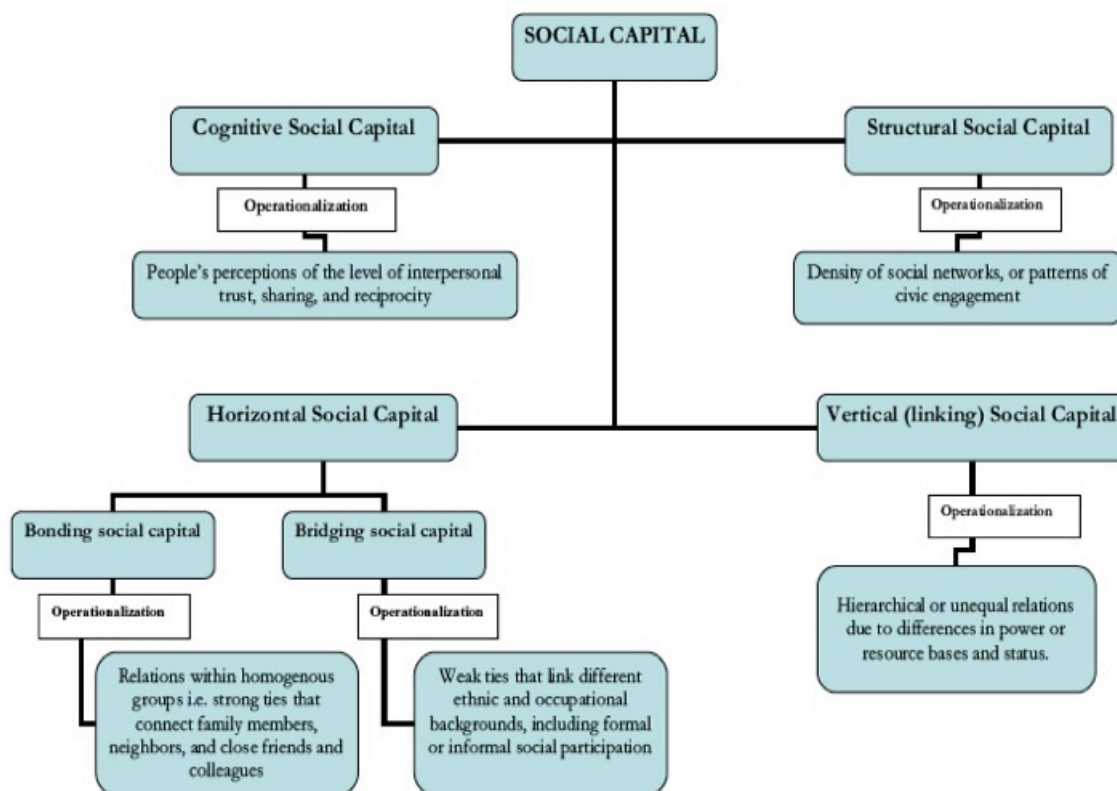 SOCIAL CAPITAL
Cognitive Social Capital
Structural Social Capital
Operationalization
Operationalization
People's perceptions of the level of interpersonal
trust, sharing, and reciprocity
Density of social networks, or patterns of
civic engagement
Horizontal Social Capital
Vertical (linking) Social Capital
Bonding social capital
Bridging social capital
Operationalization
Operationalization
Operationalization
Relations within homogenous
groups i.e. strong ties that
connect family members,
neighbors, and close friends and
colleagues
Weak ties that link different
ethnic and occupational
backgrounds, including formal
or informal social participation
Hierarchical or unequal relations
due to differences in power or
resource bases and status.